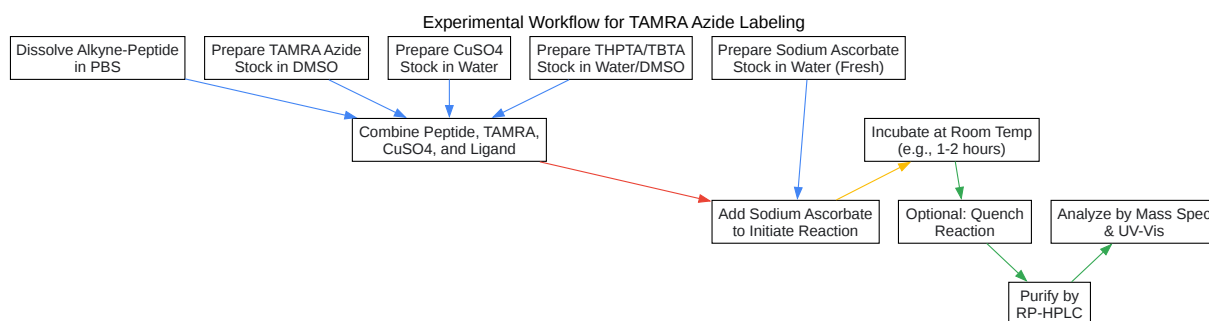 Experimental Workflow for TAMRA Azide Labeling
Dissolve Alkyne-Peptide
in PBS
Prepare TAMRA Azide
Stock in DMSO
Prepare CuSO4
Stock in Water
Prepare THPTA/TBTA
Stock in Water/DMSO
Prepare Sodium Ascorbate
Stock in Water (Fresh)
Combine Peptide, TAMRA,
CuSO4, and Ligand
Incubate at Room Temp
(e.g., 1-2 hours)
Add Sodium Ascorbate
to Initiate Reaction
Optional: Quench
Reaction
Analyze by Mass Spec
& UV-Vis
Purify by
RP-HPLC